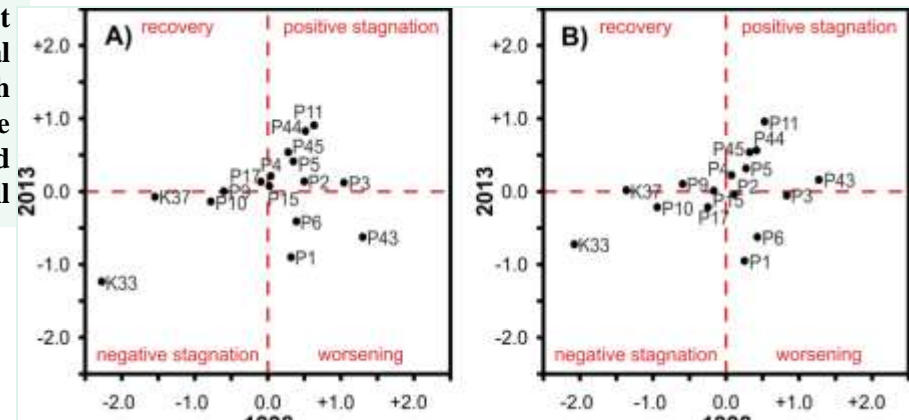 t
al
h
e
d
al
A)
recovery
positive stagnation
+2.0
+1.0
0.0
-1.0
-2.0
2013
P11
P44
P45
P4
P5
P17
P2
P3
P9
K37
P10
P15
P6
P43
P1
K33
negative stagnation
worsening
-2.0 -1.0 0.0 +1.0 +2.0
B)
recovery
positive stagnation
+2.0
+1.0
0.0
-1.0
-2.0
2013
P11
P44
P45
P4
P5
P43
P9
P2
K37
P3
P15
P10
P17
P6
K33
P1
negative stagnation
worsening
-2.0 -1.0 0.0 +1.0 +2.0